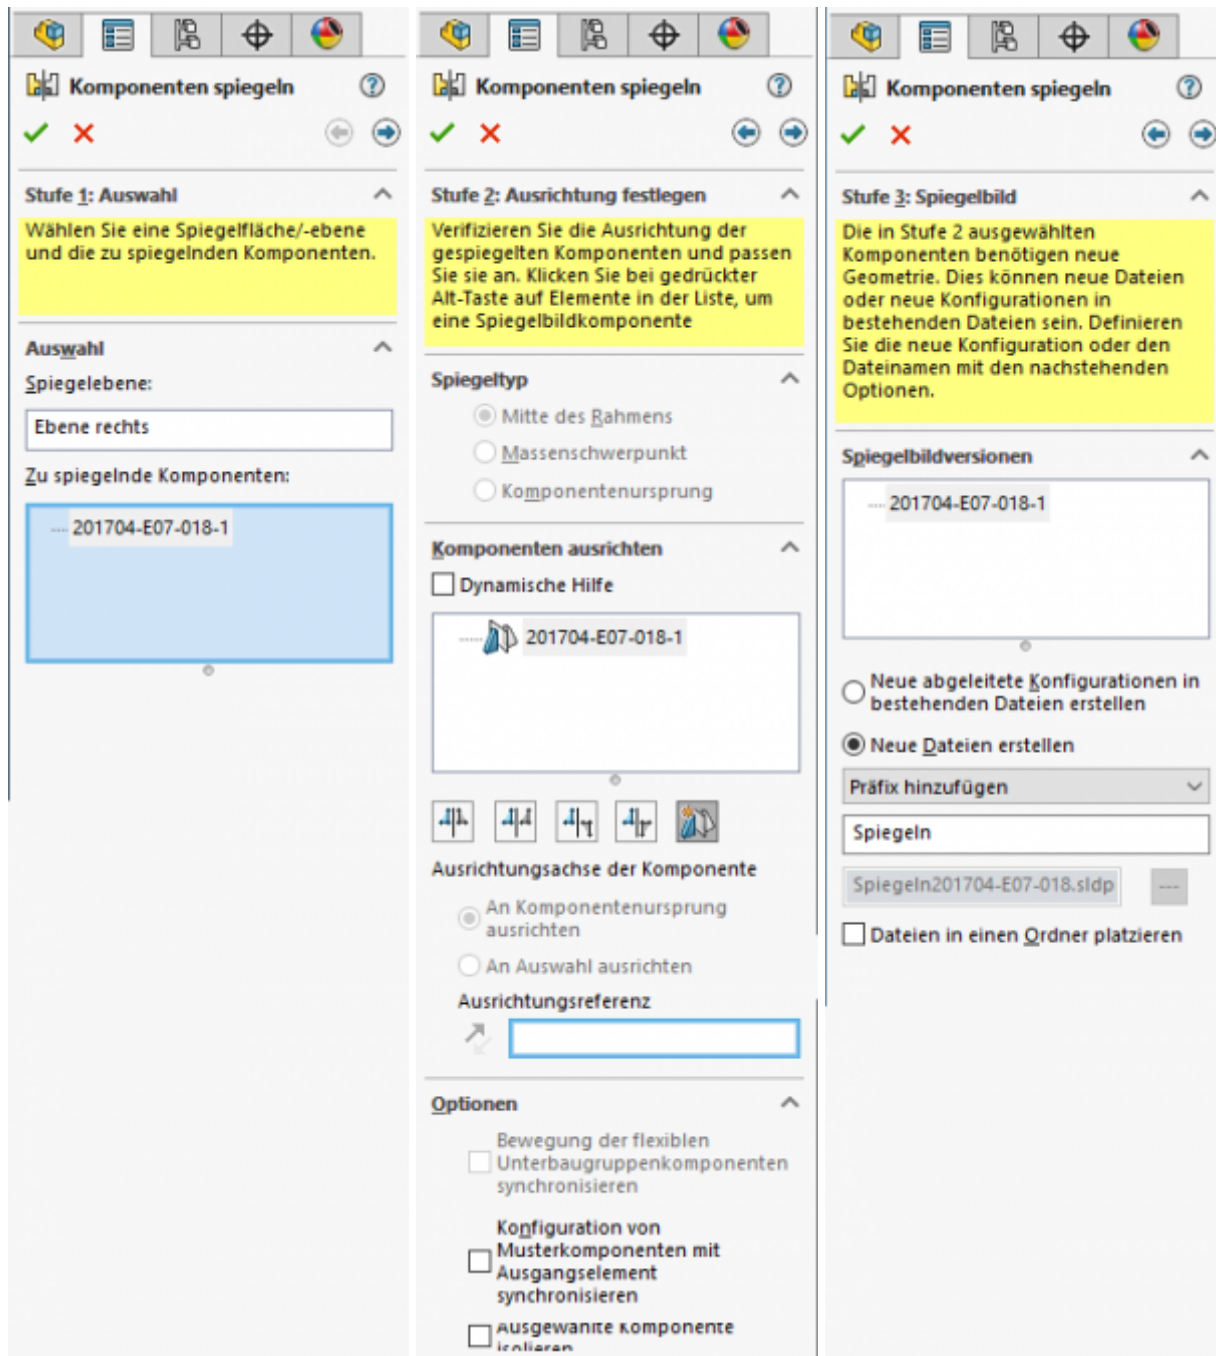 Komponenten spiegeln
Stufe 1: Auswahl
Wählen Sie eine Spiegelfläche/-ebene
und die zu spiegelnden Komponenten.
Auswahl
Spiegelebene:
Ebene rechts
Zu spiegelnde Komponenten:
201704-E07-018-1
Komponenten spiegeln
Stufe 2: Ausrichtung festlegen
Verifizieren Sie die Ausrichtung der
gespiegelten Komponenten und passen
Sie sie an. Klicken Sie bei gedrückter
Alt-Taste auf Elemente in der Liste, um
eine Spiegelbildkomponente
Spiegeltyp
Mitte des Rahmens
Massenschwerpunkt
Komponentenursprung
Komponenten ausrichten
Dynamische Hilfe
201704-E07-018-1
Ausrichtungsachse der Komponente
An Komponentenursprung
ausrichten
An Auswahl ausrichten
Ausrichtungsreferenz
Optionen
Bewegung der flexiblen
Unterbaugruppenkomponenten
synchronisieren
Konfiguration von
Musterkomponenten mit
Ausgangselement
synchronisieren
Ausgewählte Komponente
isolieren
Komponenten spiegeln
Stufe 3: Spiegelbild
Die in Stufe 2 ausgewählten
Komponenten benötigen neue
Geometrie. Dies können neue Dateien
oder neue Konfigurationen in
bestehenden Dateien sein. Definieren
Sie die neue Konfiguration oder den
Dateinamen mit den nachstehenden
Optionen.
Spiegelbildversionen
201704-E07-018-1
Neue abgeleitete Konfigurationen in
bestehenden Dateien erstellen
Neue Dateien erstellen
Präfix hinzufügen
Spiegeln
Spiegeln201704-E07-018.sldp
...
Dateien in einen Ordner platzieren